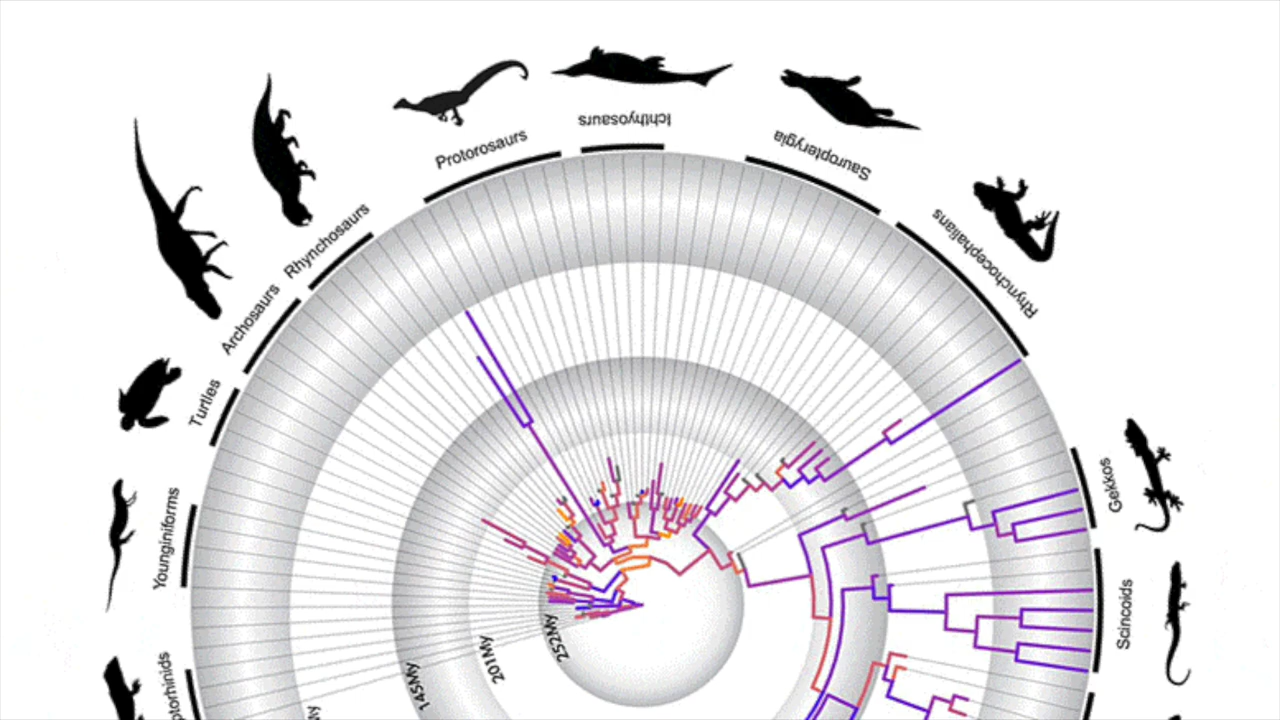 Ichthyosaurs
Protorosaurs
Sauropterygia
Rhynchosaurs
Rhynchocephalians
Archosaurs
Turtles
Gekkos
Younginiforms
Scincoids
252My
201My
145My